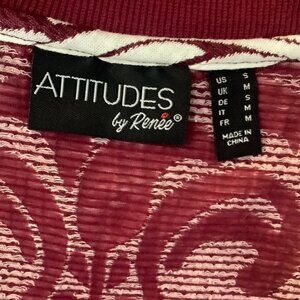 ATTITUDES
by Renée®
US S
UK M
DE S
IT M
FR M
MADE IN
CHINA